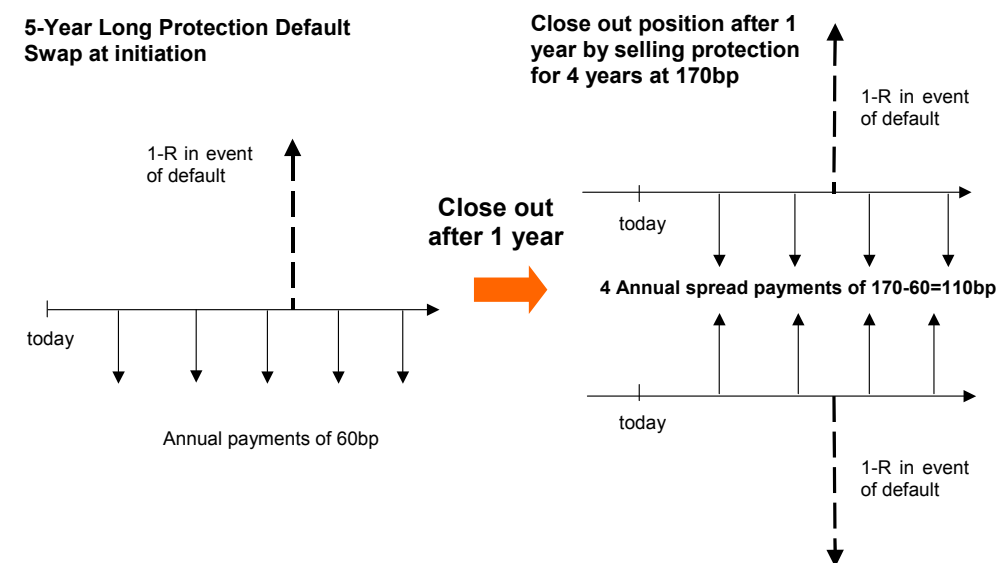 5-Year Long Protection Default
Swap at initiation
1-R in event
of default
today
Annual payments of 60bp
Close out
after 1 year
Close out position after 1
year by selling protection
for 4 years at 170bp
1-R in event
of default
today
4 Annual spread payments of 170-60=110bp
today
1-R in event
of default